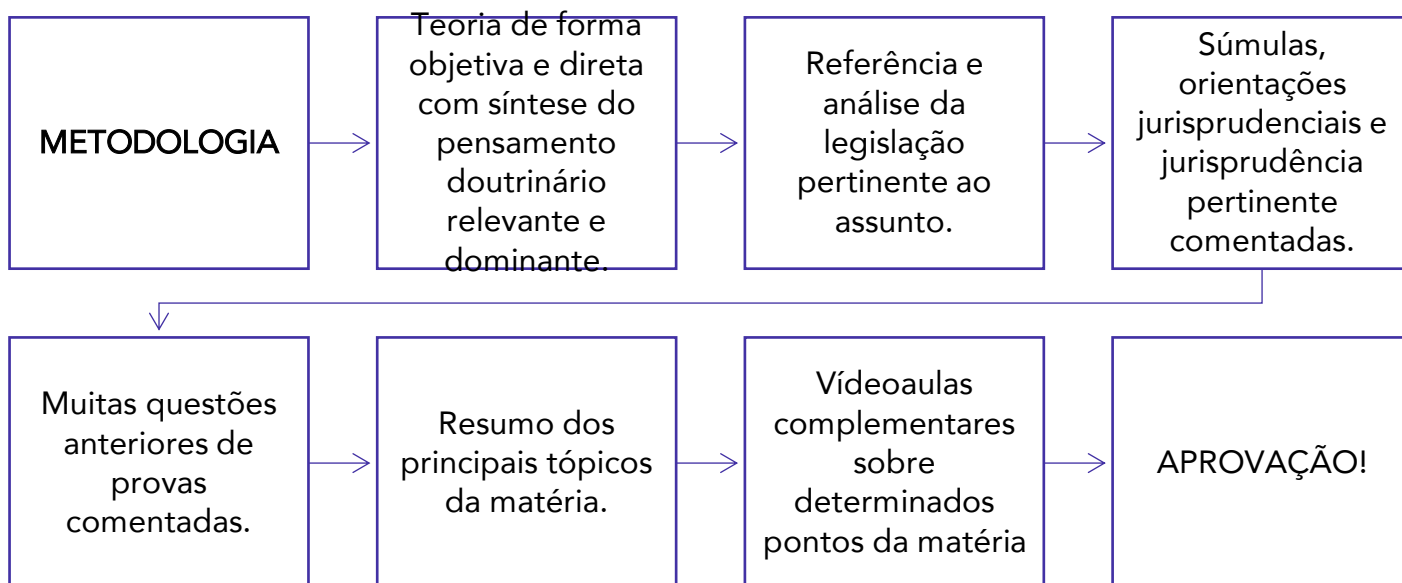 METODOLOGIA
Teoria de forma
objetiva e direta
com síntese do
pensamento
doutrinário
relevante e
dominante.
Referência e
análise da
legislação
pertinente ao
assunto.
Súmulas,
orientações
jurisprudenciais e
jurisprudência
pertinente
comentadas.
Muitas questões
anteriores de
provas
comentadas.
Resumo dos
principais tópicos
da matéria.
Vídeoaulas
complementares
sobre
determinados
pontos da matéria
APROVAÇÃO!